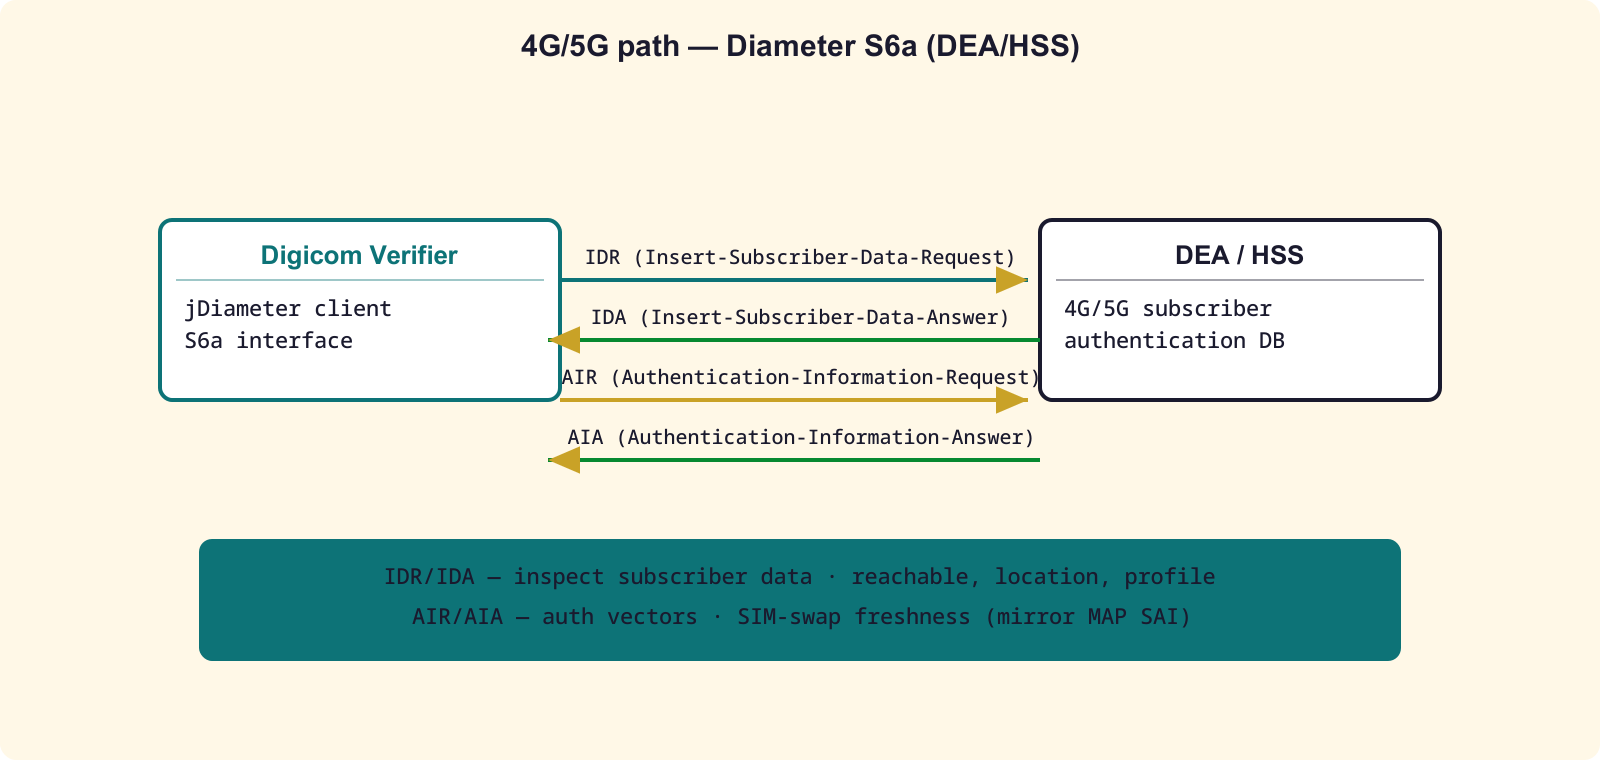 4G/5G path — Diameter S6a (DEA/HSS)
Digicom Verifier
jDiameter client
S6a interface
IDR (Insert-Subscriber-Data-Request)
IDA (Insert-Subscriber-Data-Answer)
AIR (Authentication-Information-Request)
AIA (Authentication-Information-Answer)
DEA / HSS
4G/5G subscriber
authentication DB
IDR/IDA — inspect subscriber data · reachable, location, profile
AIR/AIA — auth vectors · SIM-swap freshness (mirror MAP SAI)